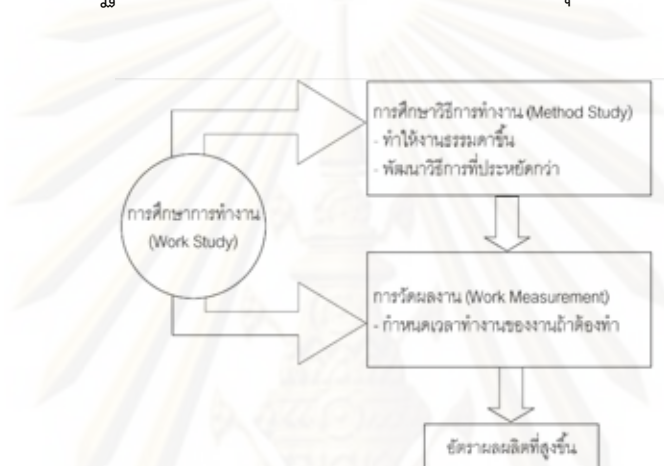 การศึกษาวิธีการทำงาน (Method Study)
- ทำให้งานธรรมดาขึ้น
- พัฒนาวิธีการที่ประหยัดกว่า
การศึกษาการทำงาน
(Work Study)
การวัดผลงาน (Work Measurement)
- กำหนดเวลาทำงานของงานถ้าต้องทำ
อัตราผลผลิตที่สูงขึ้น